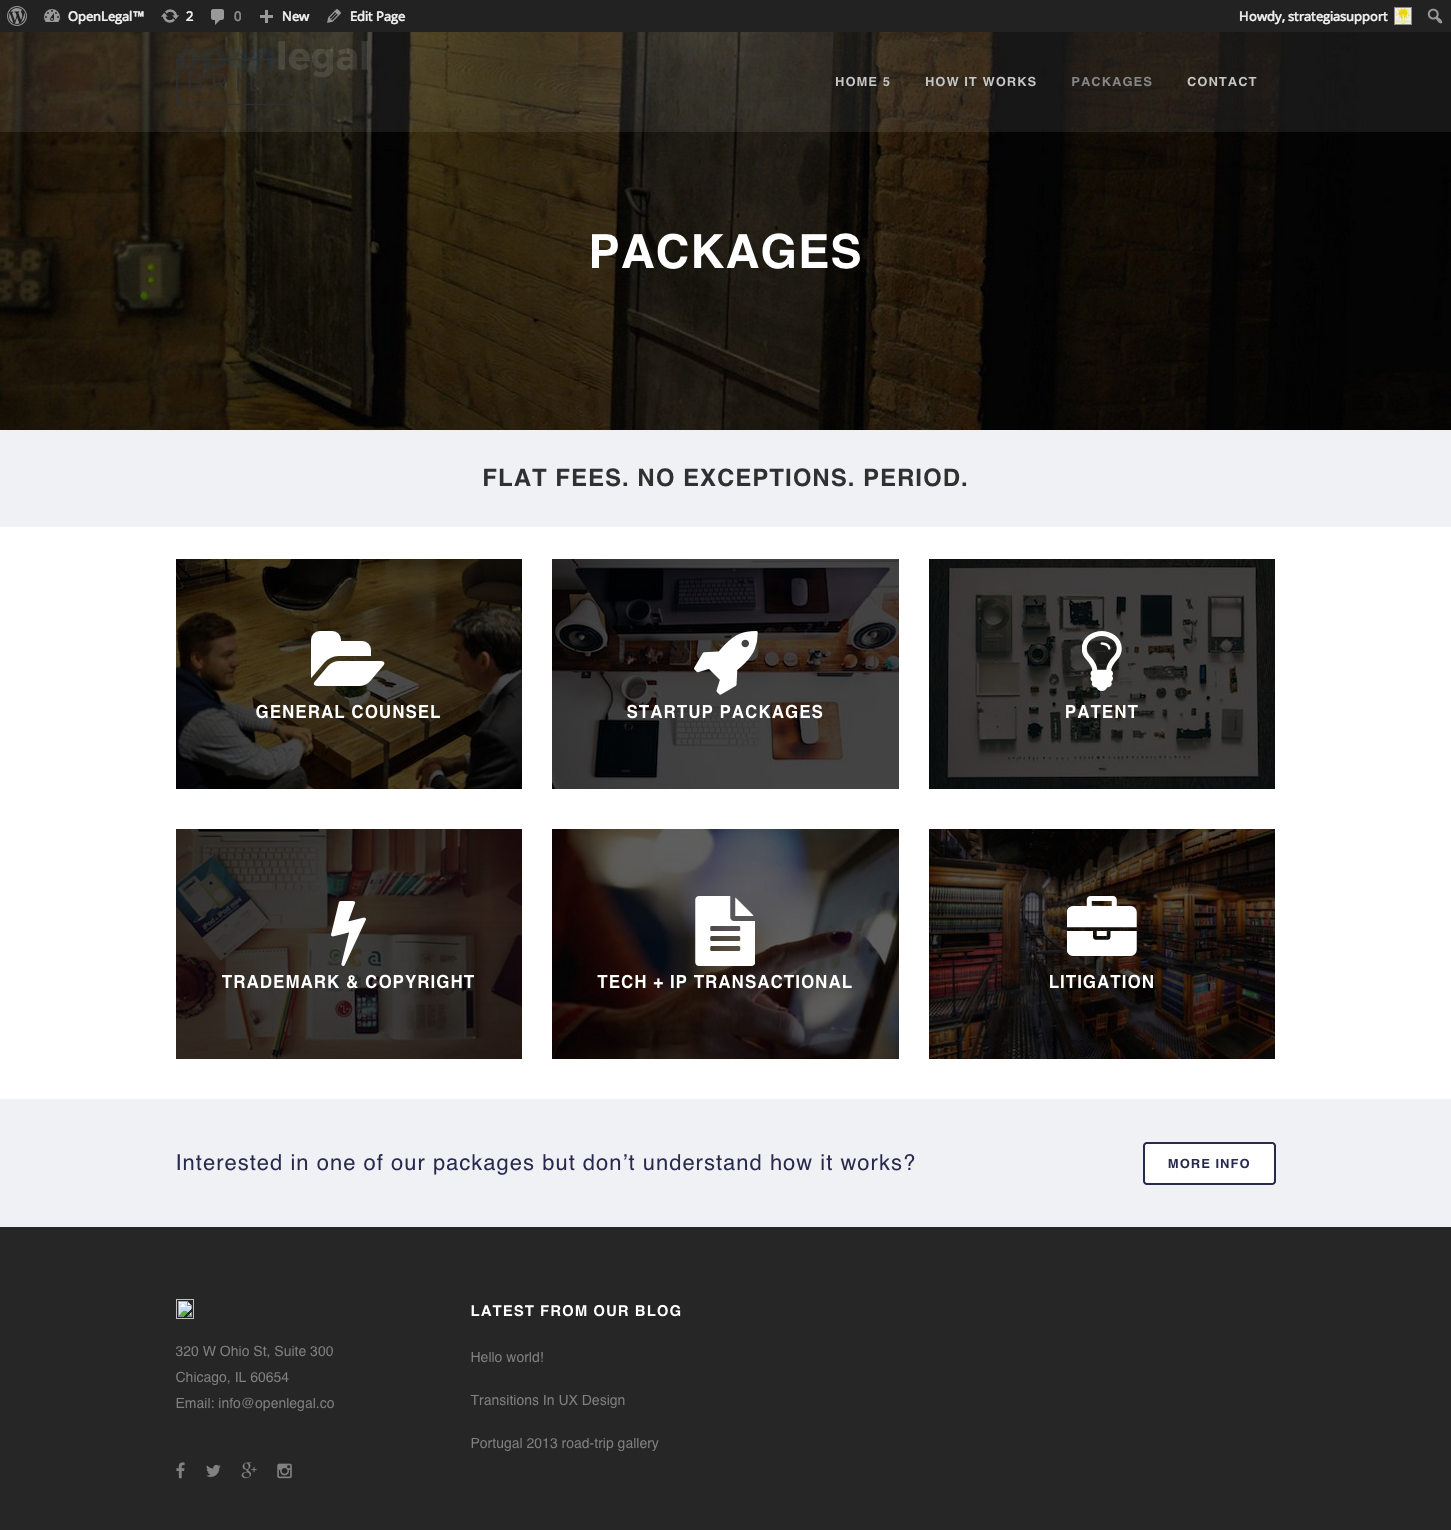 OpenLegal™ 2 0 New Edit Page Howdy, strategiasupport
openlegal
HOME 5 HOW IT WORKS PACKAGES CONTACT
PACKAGES
FLAT FEES. NO EXCEPTIONS. PERIOD.
GENERAL COUNSEL
STARTUP PACKAGES
PATENT
TRADEMARK & COPYRIGHT
TECH + IP TRANSACTIONAL
LITIGATION
Interested in one of our packages but don’t understand how it works?
MORE INFO
LATEST FROM OUR BLOG
320 W Ohio St, Suite 300
Chicago, IL 60654
Email: info@openlegal.co
Hello world!
Transitions In UX Design
Portugal 2013 road-trip gallery